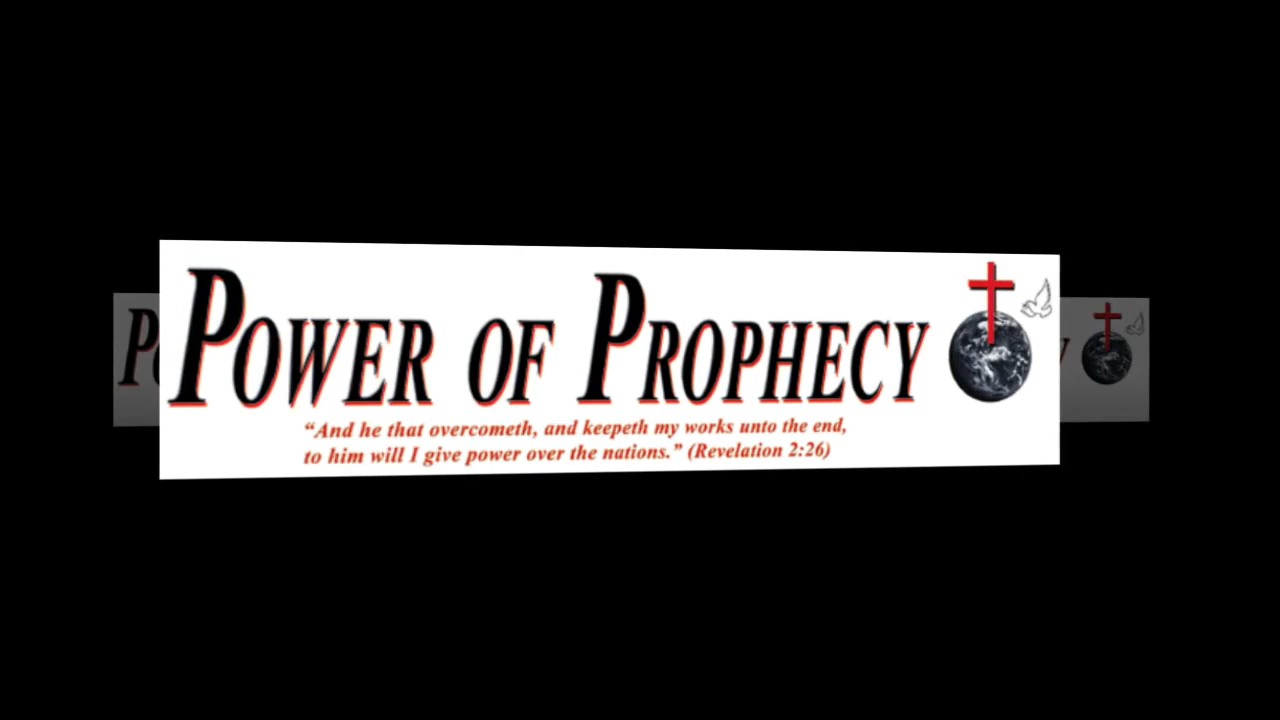 POWER OF PROPHECY
“And he that overcometh, and keepeth my works unto the end,
to him will I give power over the nations.” (Revelation 2:26)